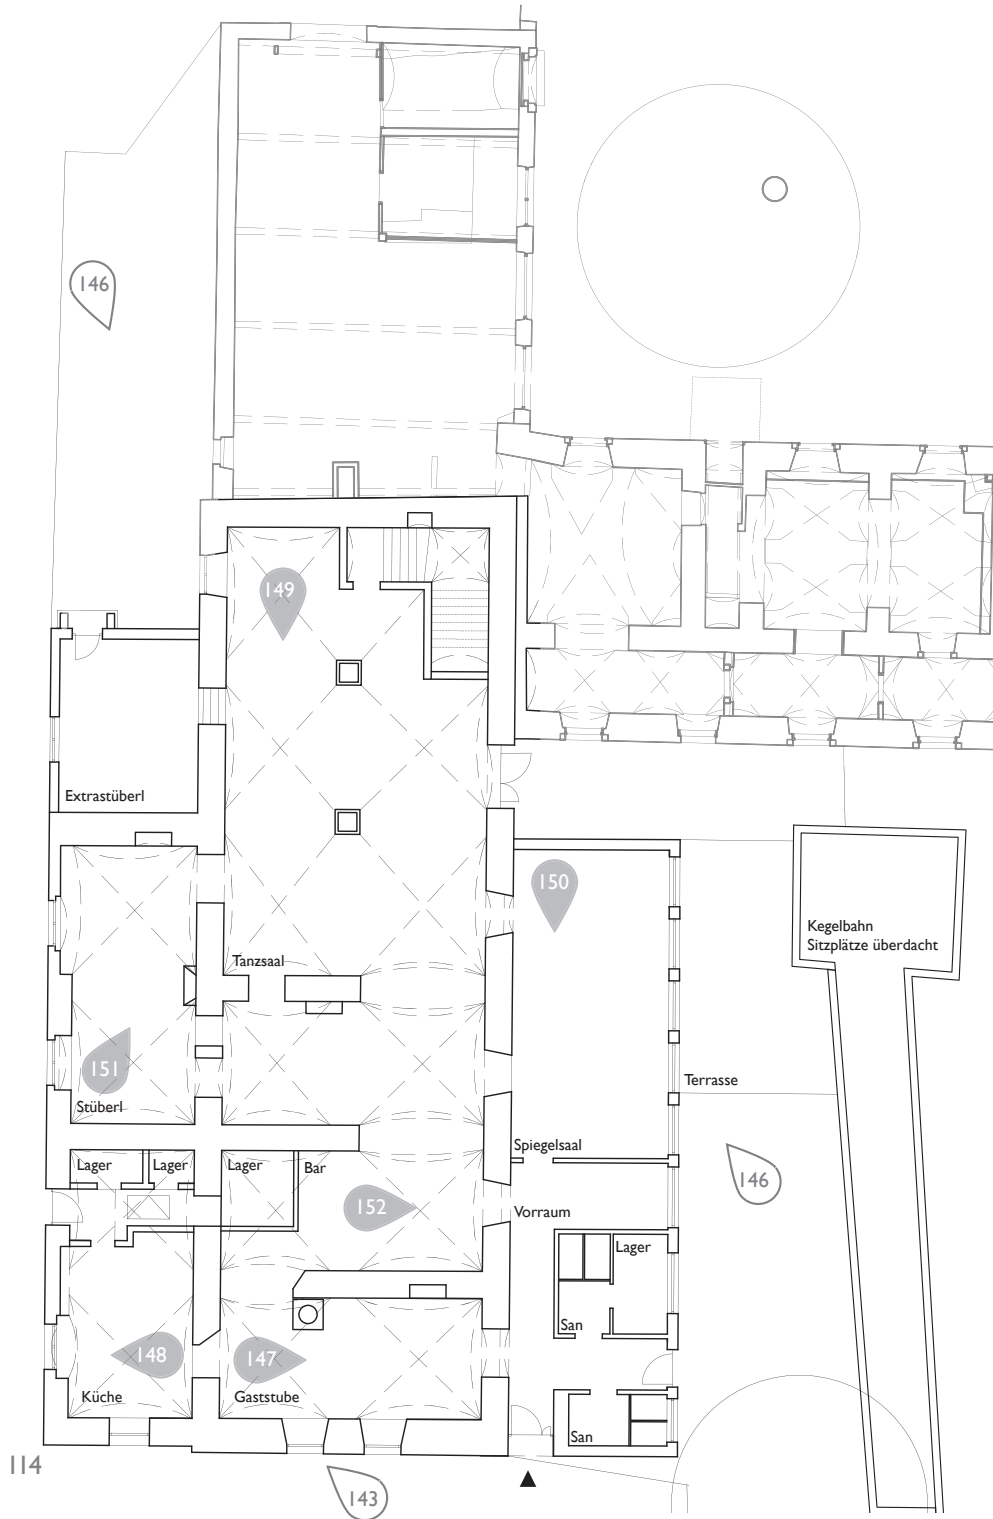 146
149
Extrastüberl
150
Kegelbahn
Sitzplätze überdacht
Tanzsaal
151
Terrasse
Stüberl
Spiegelsaal
Lager
Lager
Lager
Bar
146
152
Vorraum
Lager
San
148
147
Küche
Gaststube
San
114
143